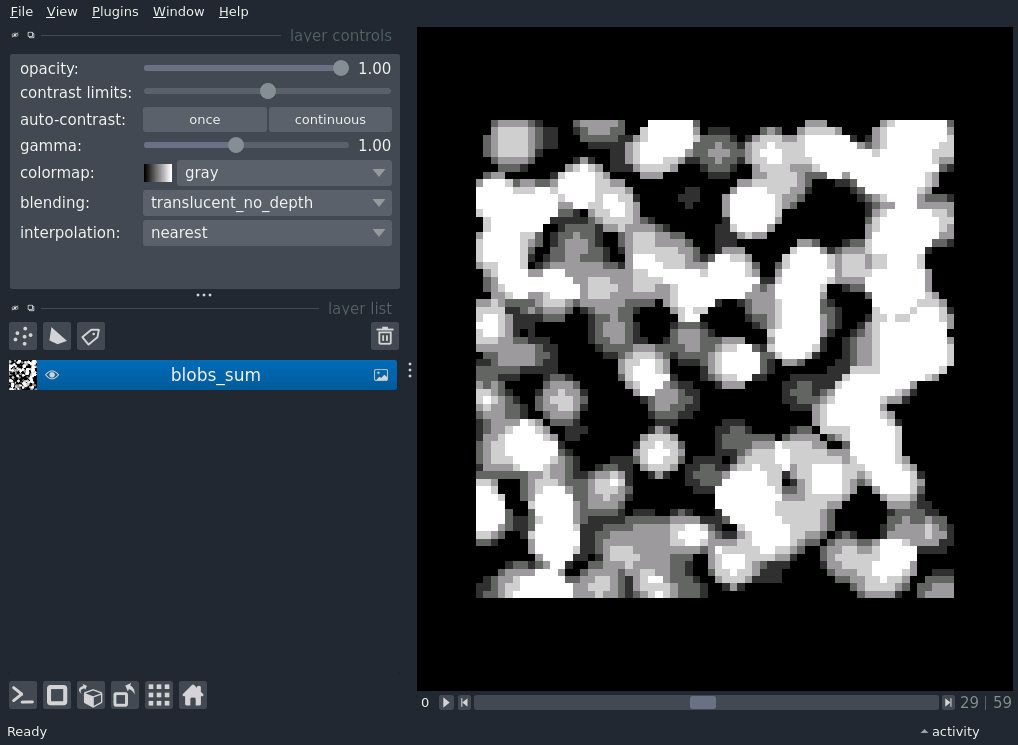 File View Plugins Window Help
layer controls
opacity: 1.00
contrast limits:
auto-contrast: once continuous
gamma: 1.00
colormap: gray
blending: translucent_no_depth
interpolation: nearest
layer list
blobs_sum
0 29 | 59
Ready activity